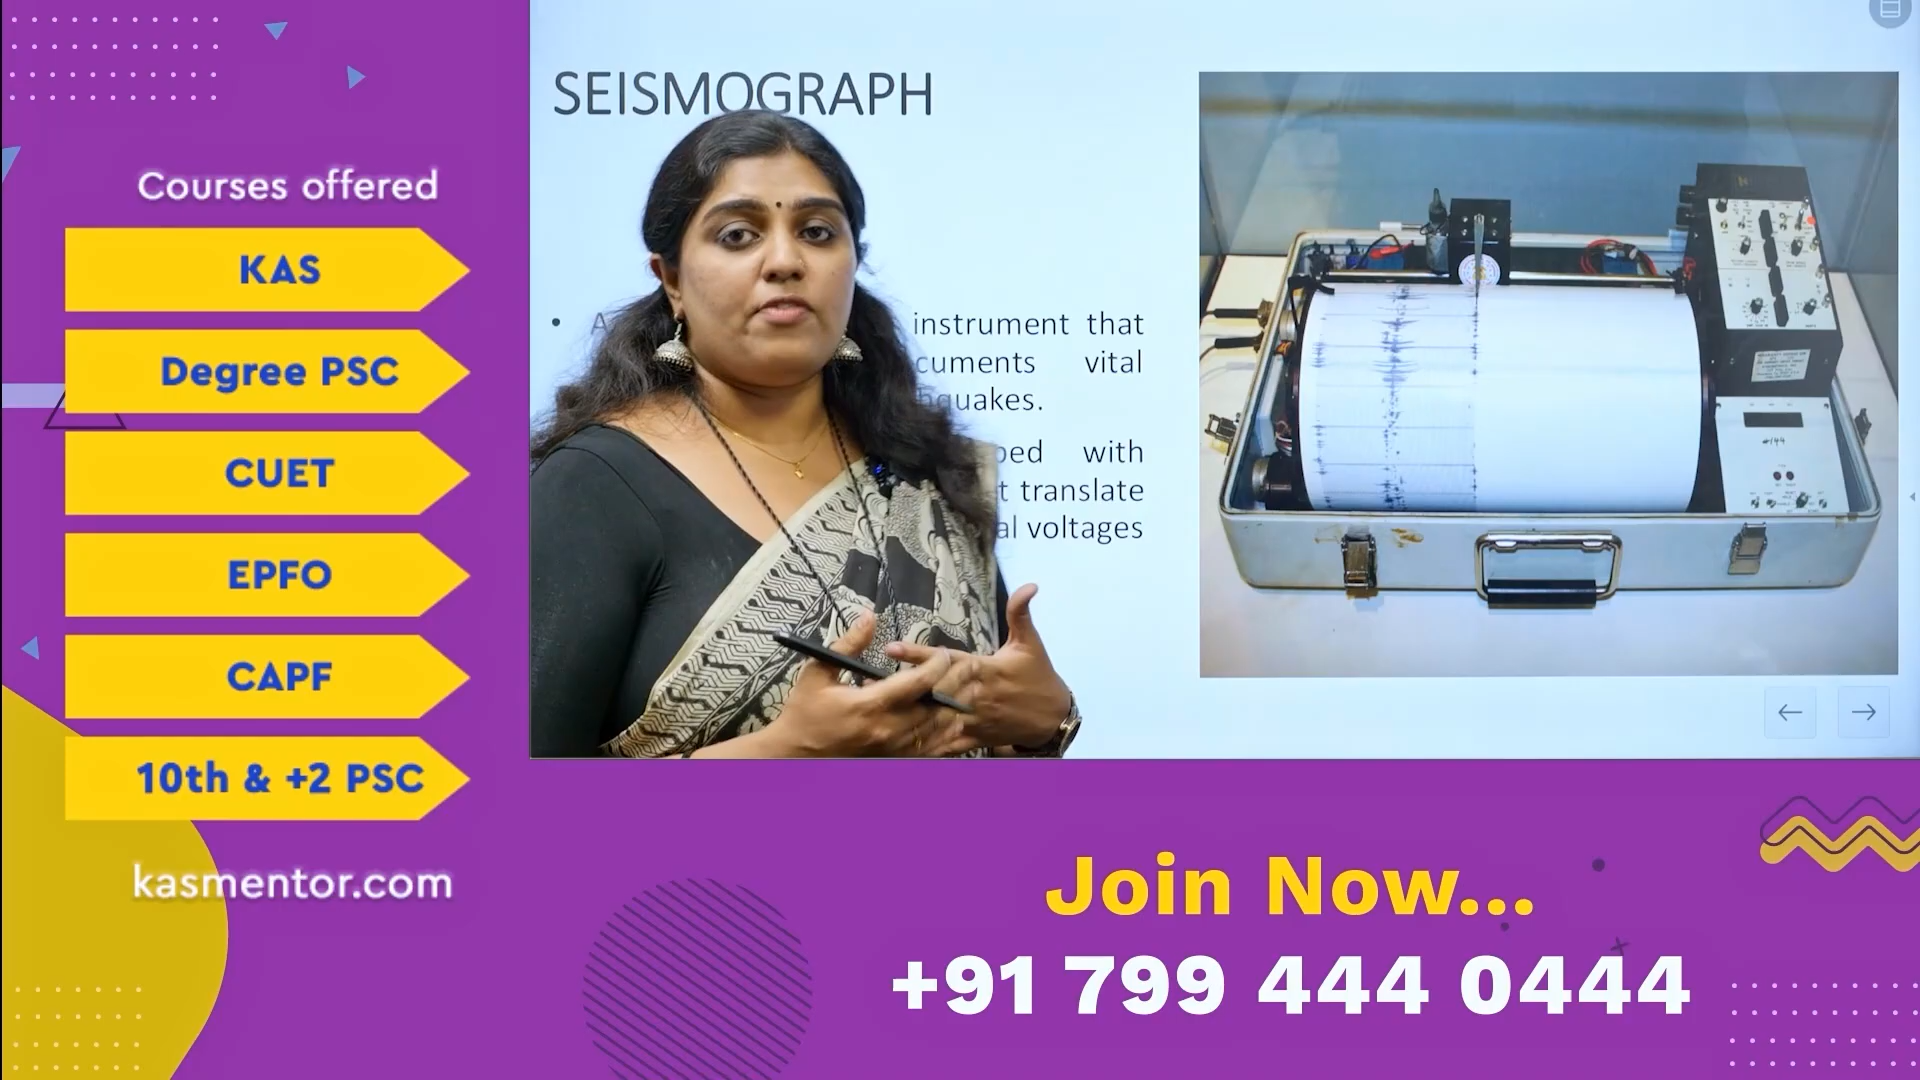 Courses offered
KAS
Degree PSC
CUET
EPFO
CAPF
10th & +2 PSC
kasmentor.com
SEISMOGRAPH
• A instrument that
cuments vital
hquakes.
ped with
t translate
al voltages
Join Now...
+91 799 444 0444